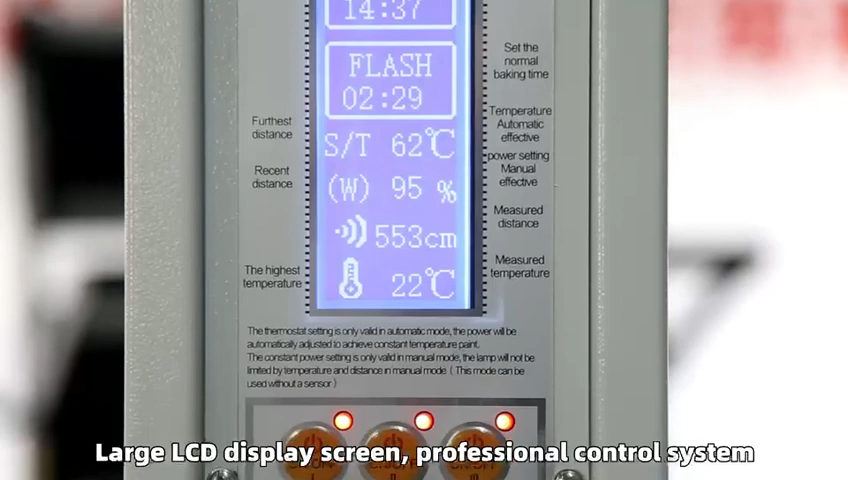 14:37
FLASH
02:29
S/T 62℃
(W) 95 %
553cm
22℃
Furthest
distance
Recent
distance
The highest
temperature
Set the
normal
baking time
Temperature
Automatic
effective
power setting
Manual
effective
Measured
distance
Measured
temperature
The thermostat setting is only valid in automatic mode, the power will be
automatically adjusted to achieve constant temperature paint.
The constant power setting is only valid in manual mode, the lamp will not be
limited by temperature and distance in manual mode ( This mode can be
used without a sensor )
Large LCD display screen, professional control system